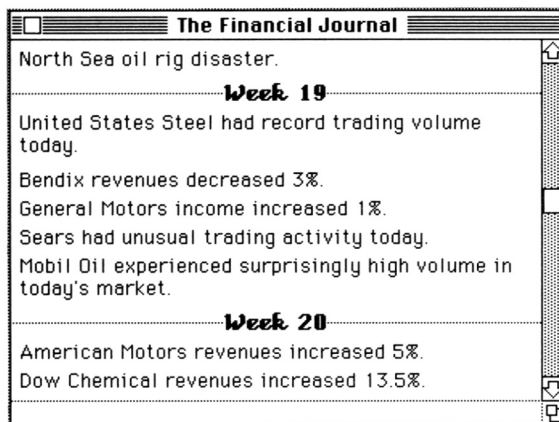 The Financial Journal
North Sea oil rig disaster.
Week 19
United States Steel had record trading volume
today.
Bendix revenues decreased 3%.
General Motors income increased 1%.
Sears had unusual trading activity today.
Mobil Oil experienced surprisingly high volume in
today's market.
Week 20
American Motors revenues increased 5%.
Dow Chemical revenues increased 13.5%.